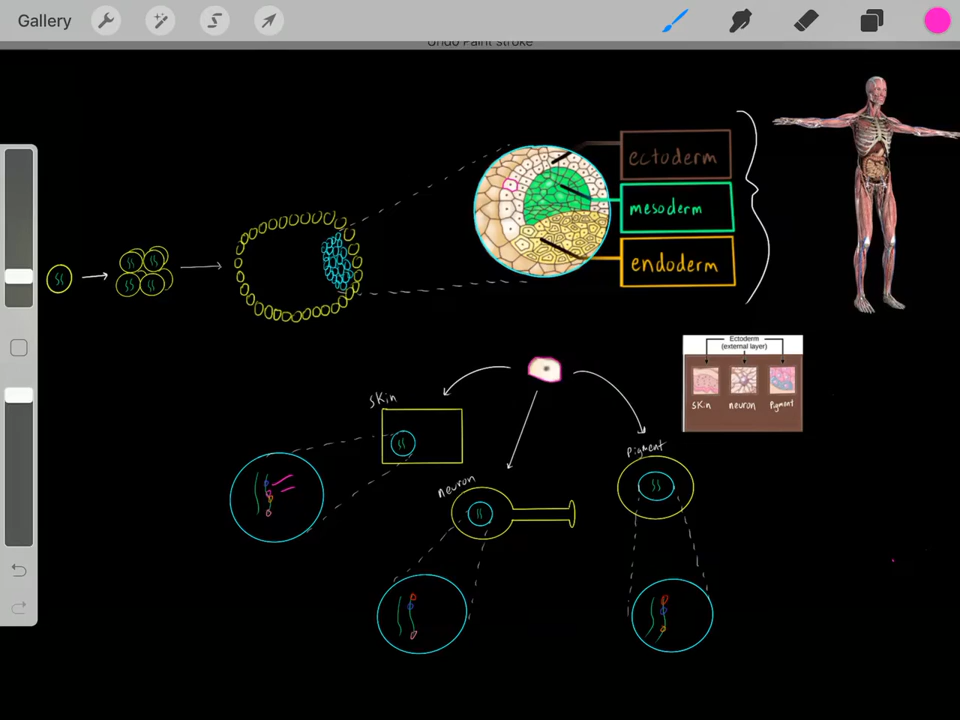 Gallery
Undo Paint stroke
ectoderm
mesoderm
endoderm
Ectoderm
(external layer)
skin
neuron
pigment
skin
neuron
pigment